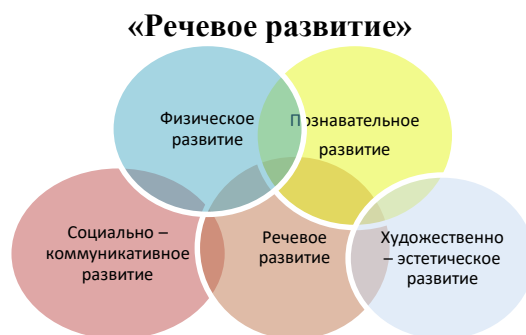 «Речевое развитие»
Физическое
развитие
Познавательное
развитие
Социально –
коммуникативное
развитие
Речевое
развитие
Художественно
– эстетическое
развитие